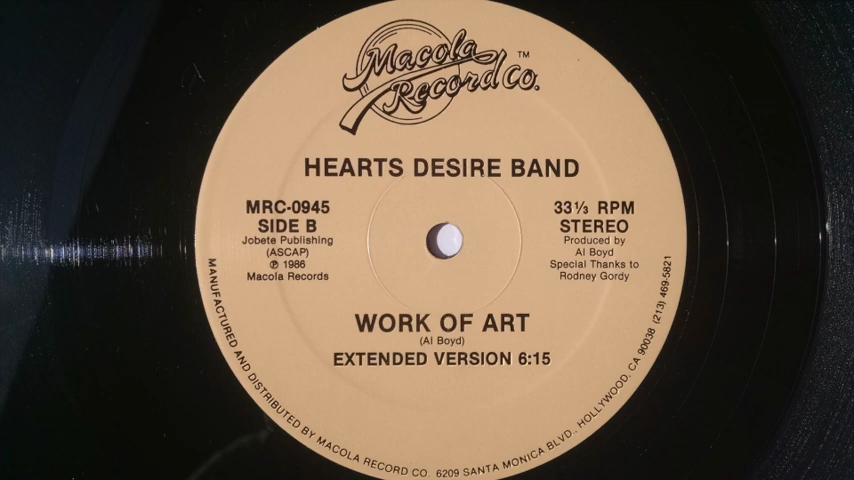 Macola
Record Co.
TM
HEARTS DESIRE BAND
MRC-0945
SIDE B
Jobete Publishing
(ASCAP)
℗ 1986
Macola Records
33⅓ RPM
STEREO
Produced by
Al Boyd
Special Thanks to
Rodney Gordy
WORK OF ART
(Al Boyd)
EXTENDED VERSION 6:15
MANUFACTURED AND DISTRIBUTED BY MACOLA RECORD CO. 6209 SANTA MONICA BLVD., HOLLYWOOD, CA 90038 (213) 469-5821